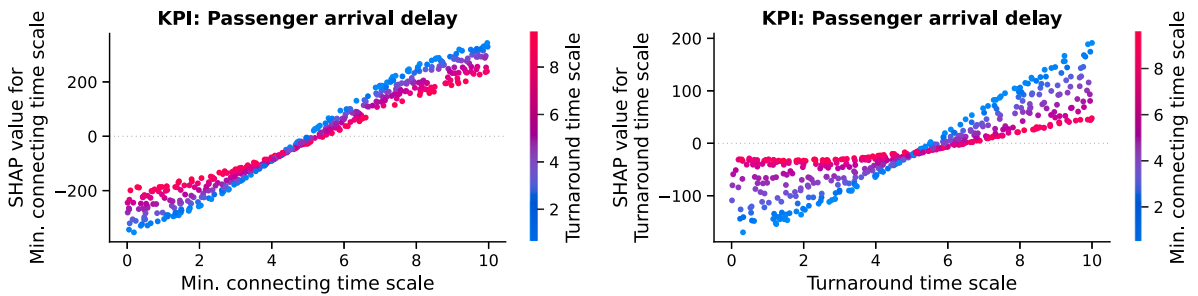 KPI: Passenger arrival delay
SHAP value for
Min. connecting time scale
200
0
−200
0 2 4 6 8 10
Min. connecting time scale
8
6
4
2
Turnaround time scale
KPI: Passenger arrival delay
SHAP value for
Turnaround time scale
200
100
0
−100
0 2 4 6 8 10
Turnaround time scale
8
6
4
2
Min. connecting time scale